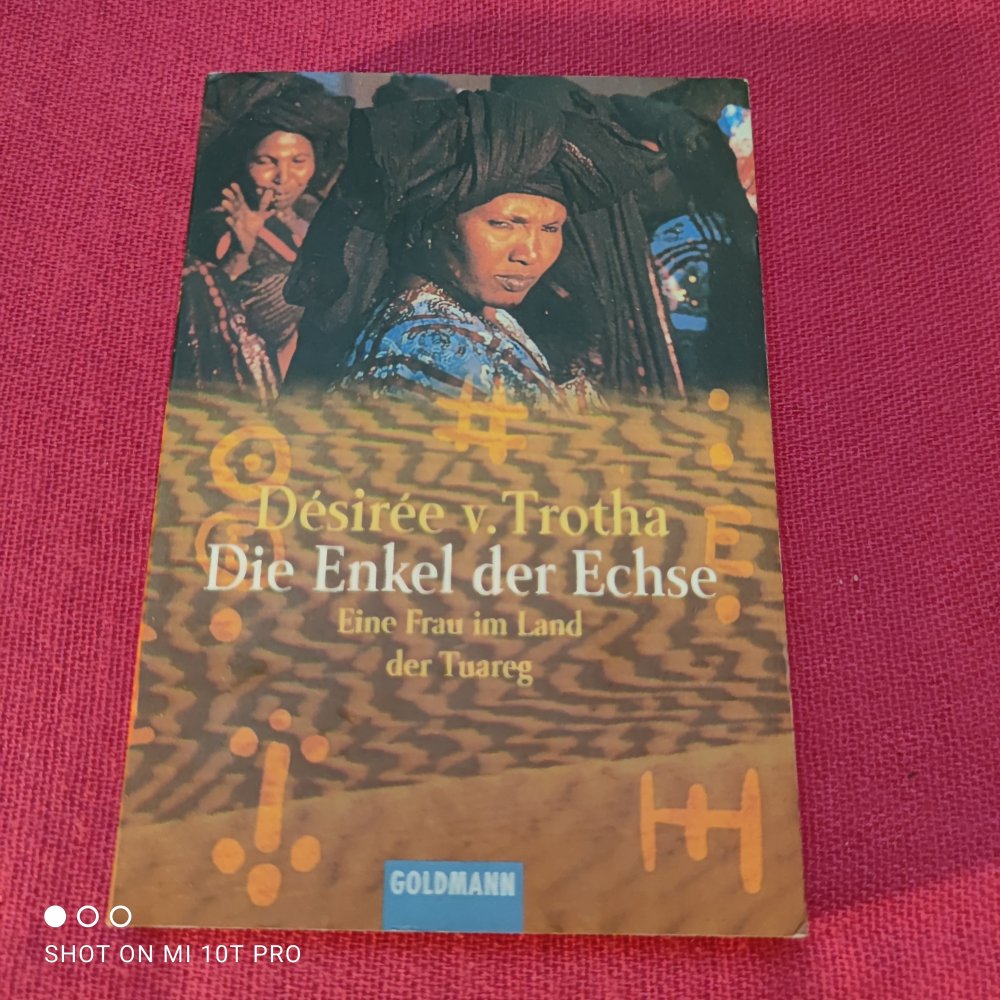 Désirée v. Trotha
Die Enkel der Echse
Eine Frau im Land
der Tuareg
GOLDMANN
SHOT ON MI 10T PRO